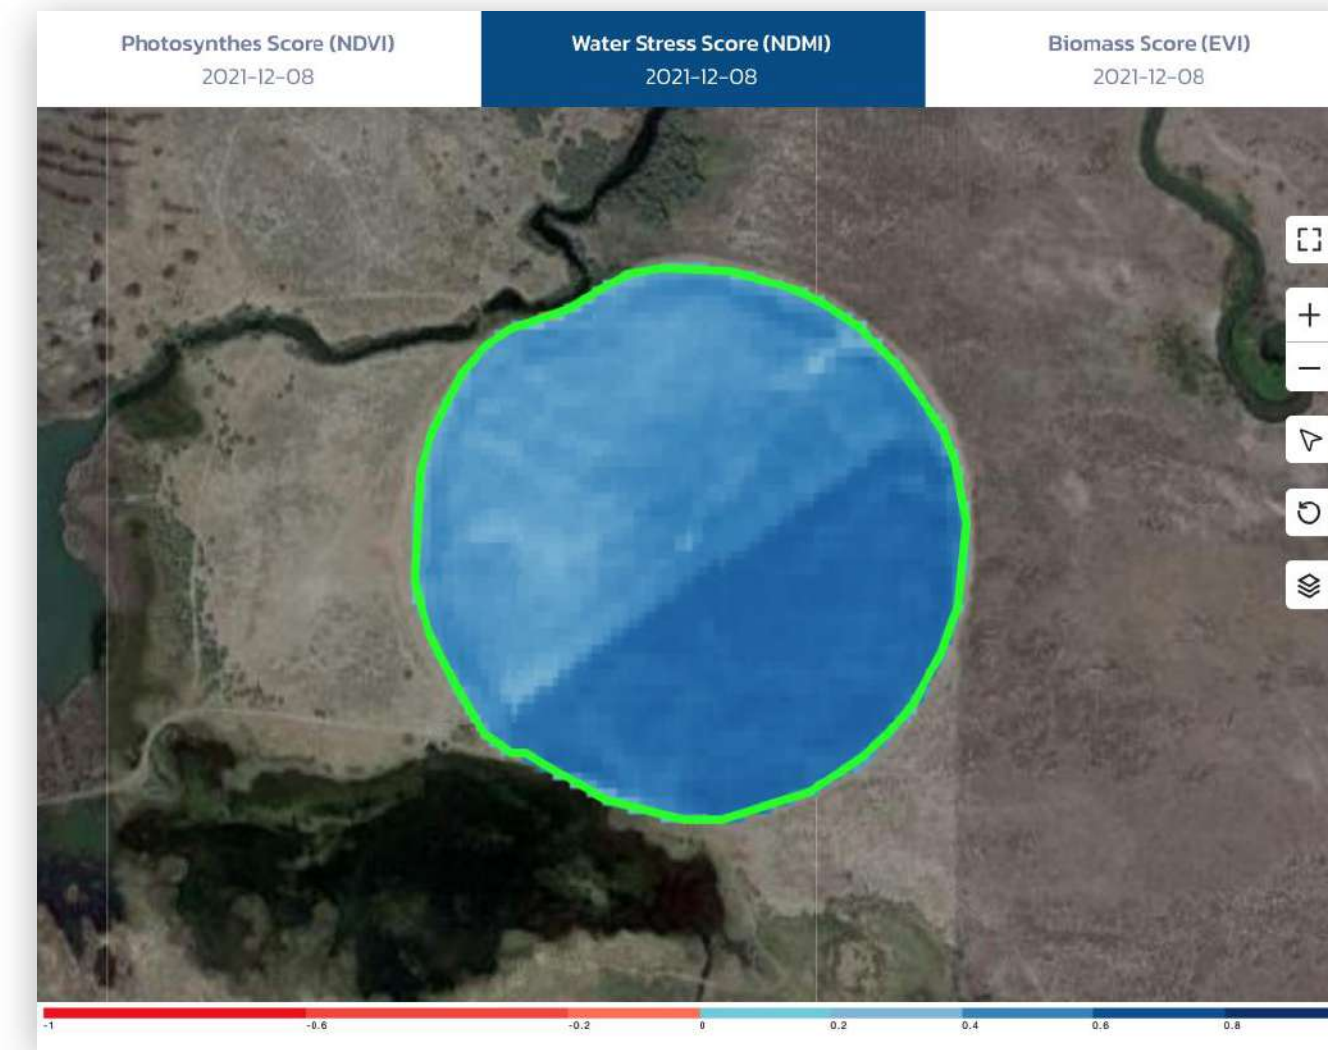 Photosynthes Score (NDVI)
2021-12-08
Water Stress Score (NDMI)
2021-12-08
Biomass Score (EVI)
2021-12-08
-1 -0.6 -0.2 0 0.2 0.4 0.6 0.8